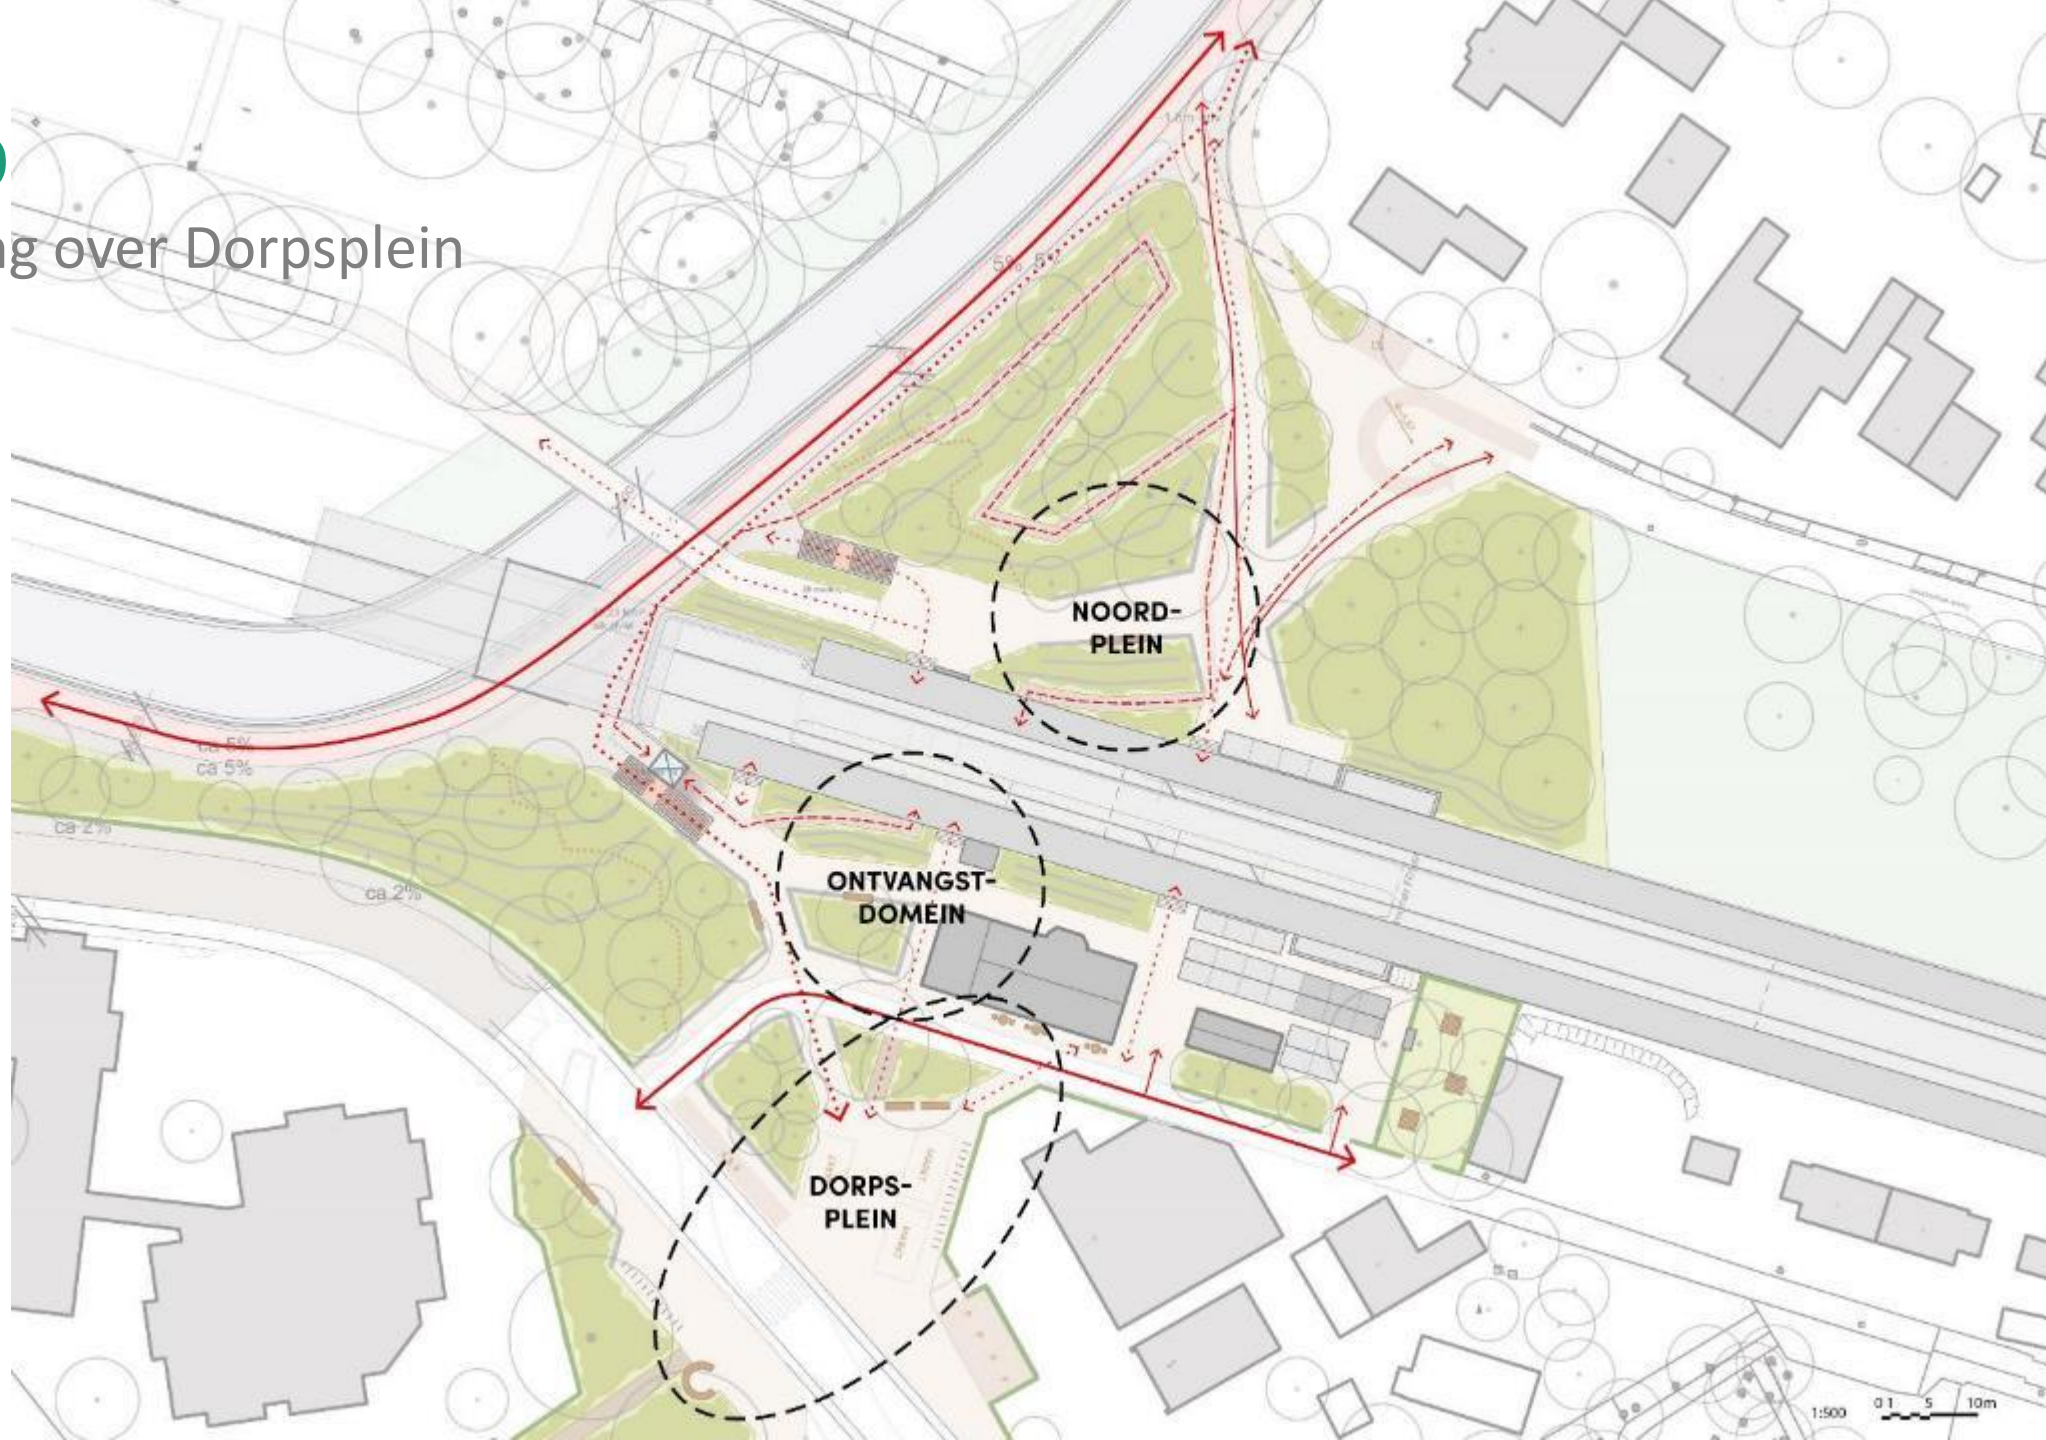 ng over Dorpsplein
5%
ca 5%
ca 5%
ca 2%
ca 2%
NOORD-
PLEIN
ONTVANGST-
DOMEIN
DORPS-
PLEIN
1:500
0 1 5 10m